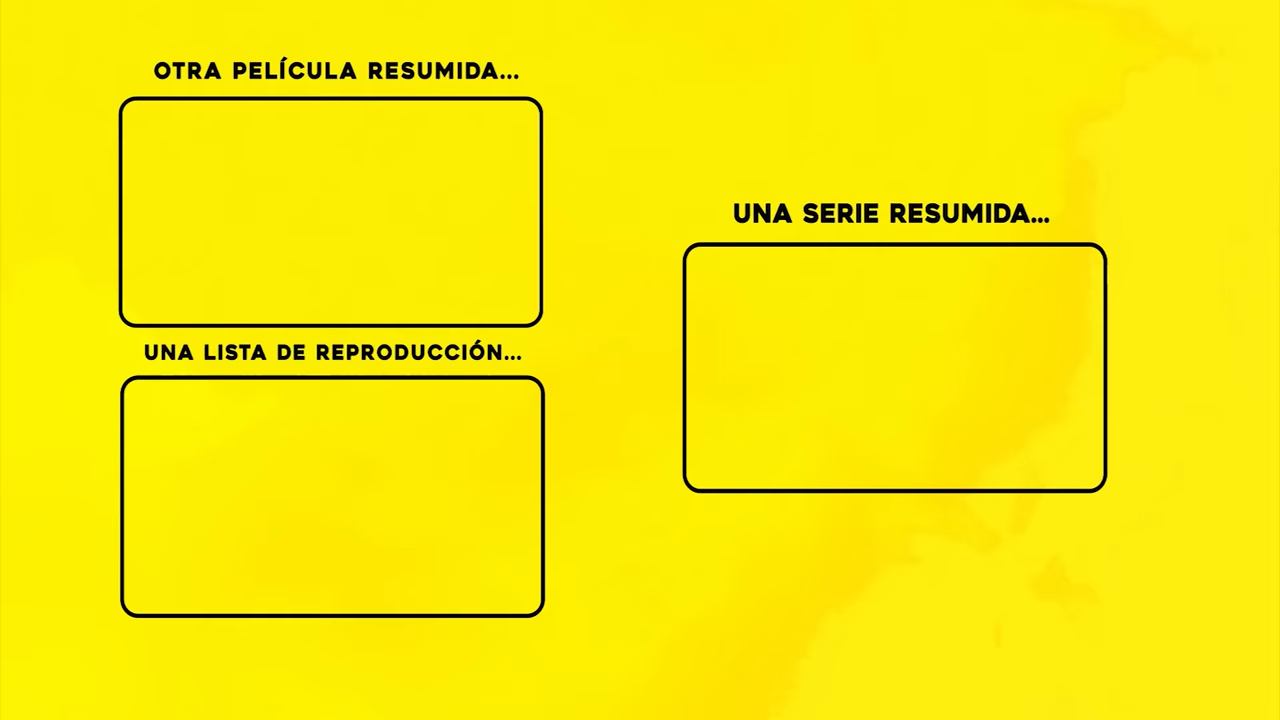 OTRA PELÍCULA RESUMIDA...
UNA LISTA DE REPRODUCCIÓN...
UNA SERIE RESUMIDA...